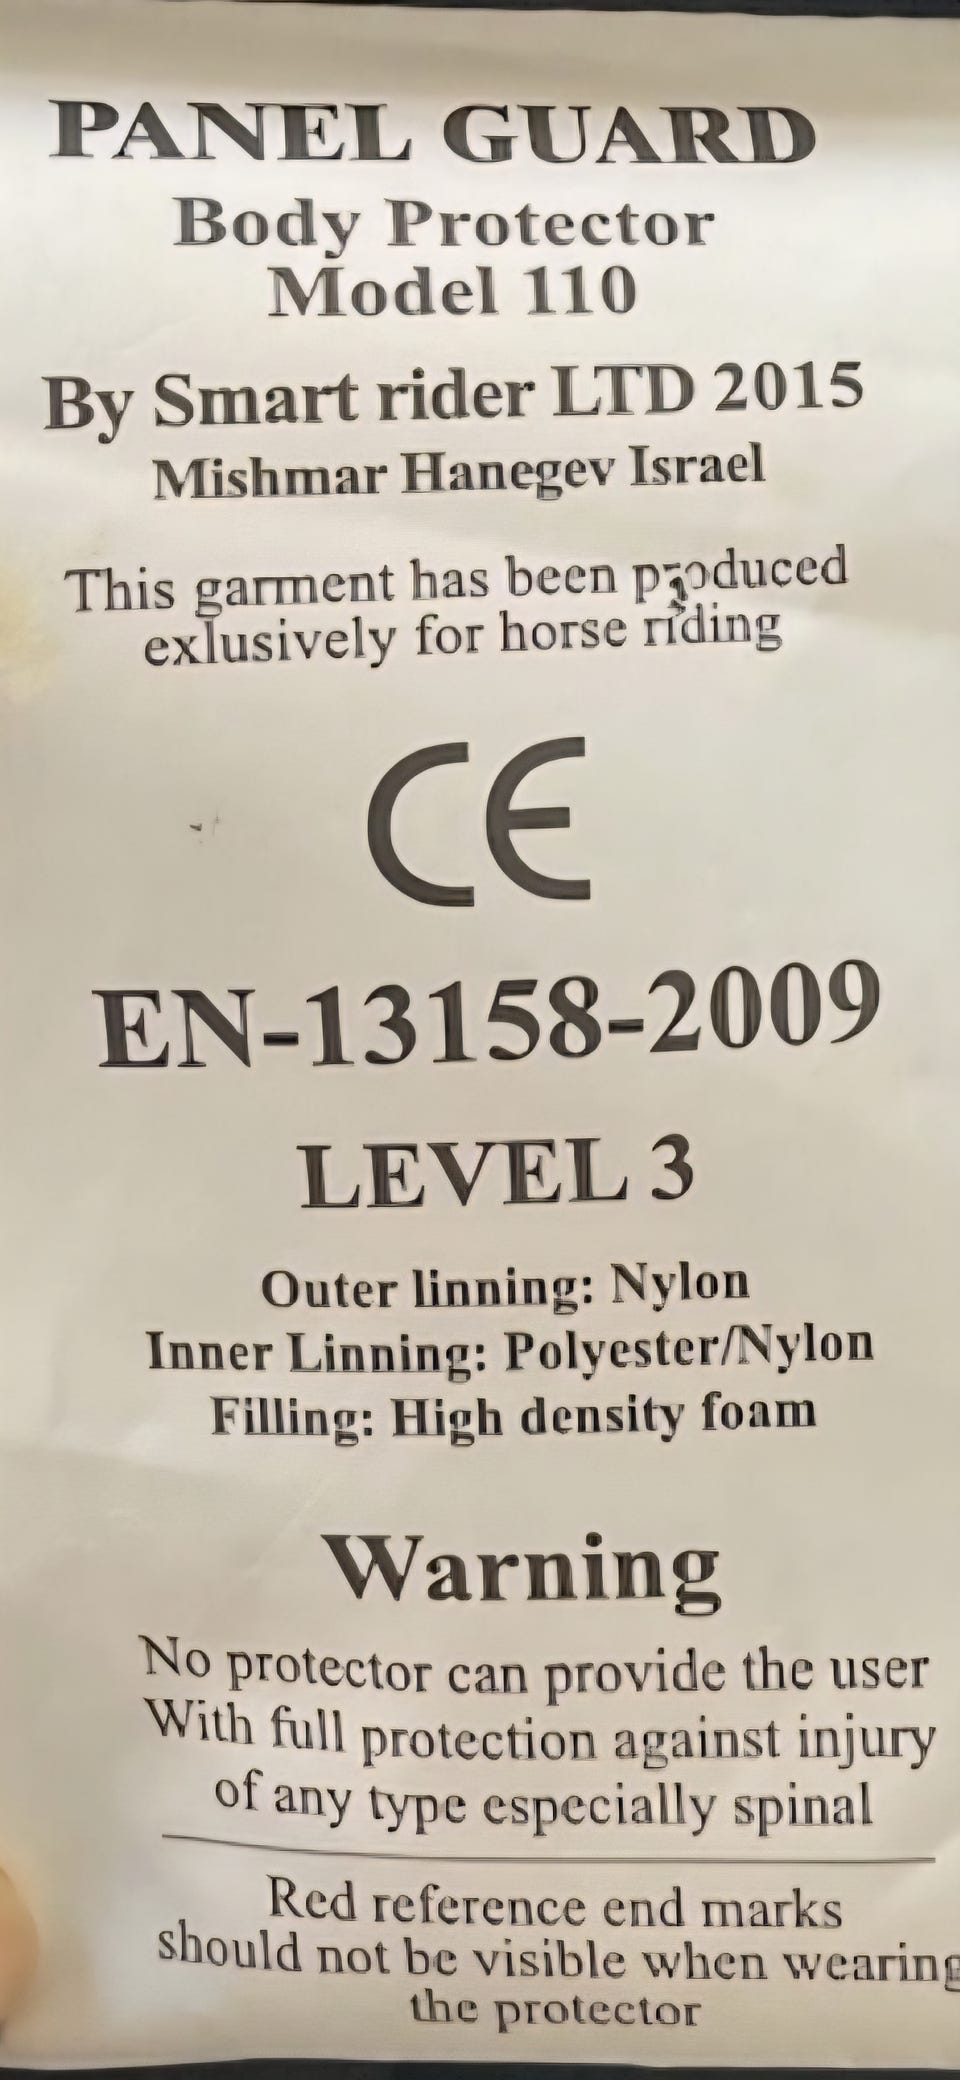 PANEL GUARD
Body Protector
Model 110
By Smart rider LTD 2015
Mishmar Hanegev Israel
This garment has been produced
exlusively for horse riding
CE
EN-13158-2009
LEVEL 3
Outer linning: Nylon
Inner Linning: Polyester/Nylon
Filling: High density foam
Warning
No protector can provide the user
With full protection against injury
of any type especially spinal
Red reference end marks
should not be visible when wearing
the protector